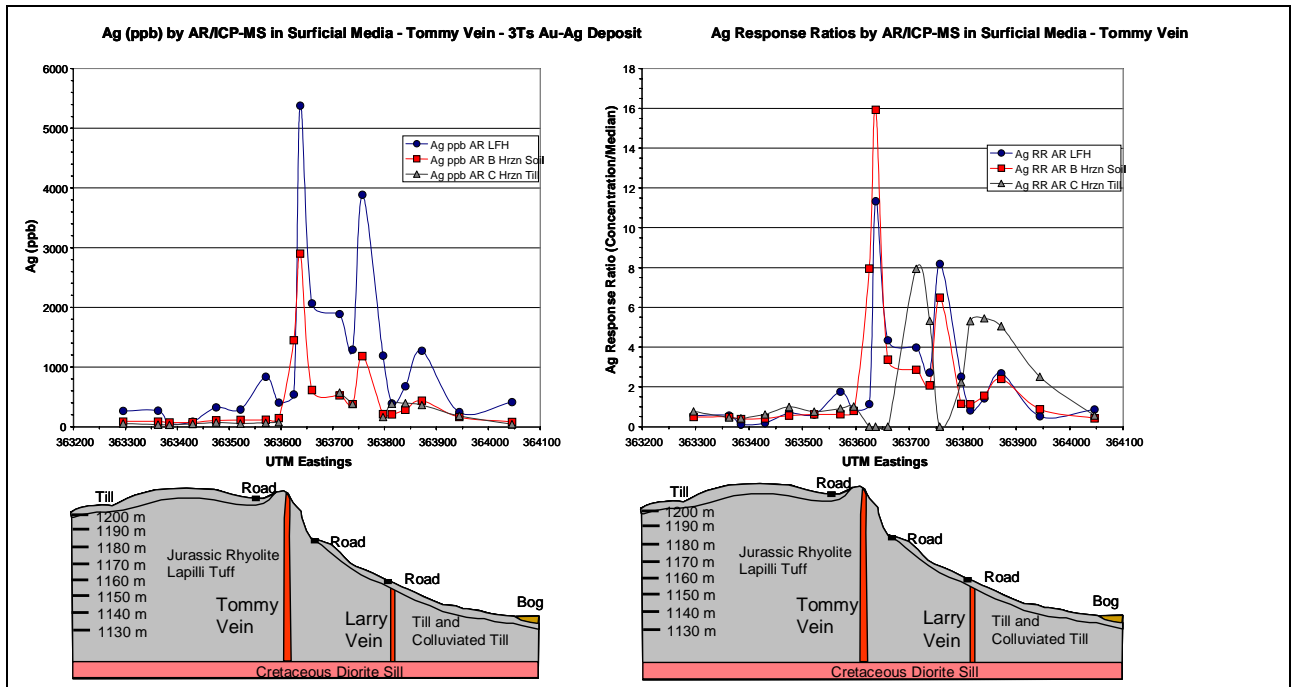 Ag (ppb) by AR/ICP-MS in Surficial Media - Tommy Vein - 3Ts Au-Ag Deposit
6000
5000
4000
3000
2000
1000
0
Ag (ppb)
Ag ppb AR LFH
Ag ppb AR B Hrzn Soil
Ag ppb AR C Hrzn Till
363200 363300 363400 363500 363600 363700 363800 363900 364000 364100
UTM Eastings
Till
Road
1200 m
1190 m
1180 m
1170 m
1160 m
1150 m
1140 m
1130 m
Jurassic Rhyolite
Lapilli Tuff
Road
Road
Tommy
Vein
Larry
Vein
Till and
Colluviated Till
Bog
Cretaceous Diorite Sill
Ag Response Ratios by AR/ICP-MS in Surficial Media - Tommy Vein
18
16
14
12
10
8
6
4
2
0
Ag Response Ratio (Concentration/Median)
Ag RR AR LFH
Ag RR AR B Hrzn Soil
Ag RR AR C Hrzn Till
363200 363300 363400 363500 363600 363700 363800 363900 364000 364100
UTM Eastings
Till
Road
1200 m
1190 m
1180 m
1170 m
1160 m
1150 m
1140 m
1130 m
Jurassic Rhyolite
Lapilli Tuff
Road
Road
Tommy
Vein
Larry
Vein
Till and
Colluviated Till
Bog
Cretaceous Diorite Sill